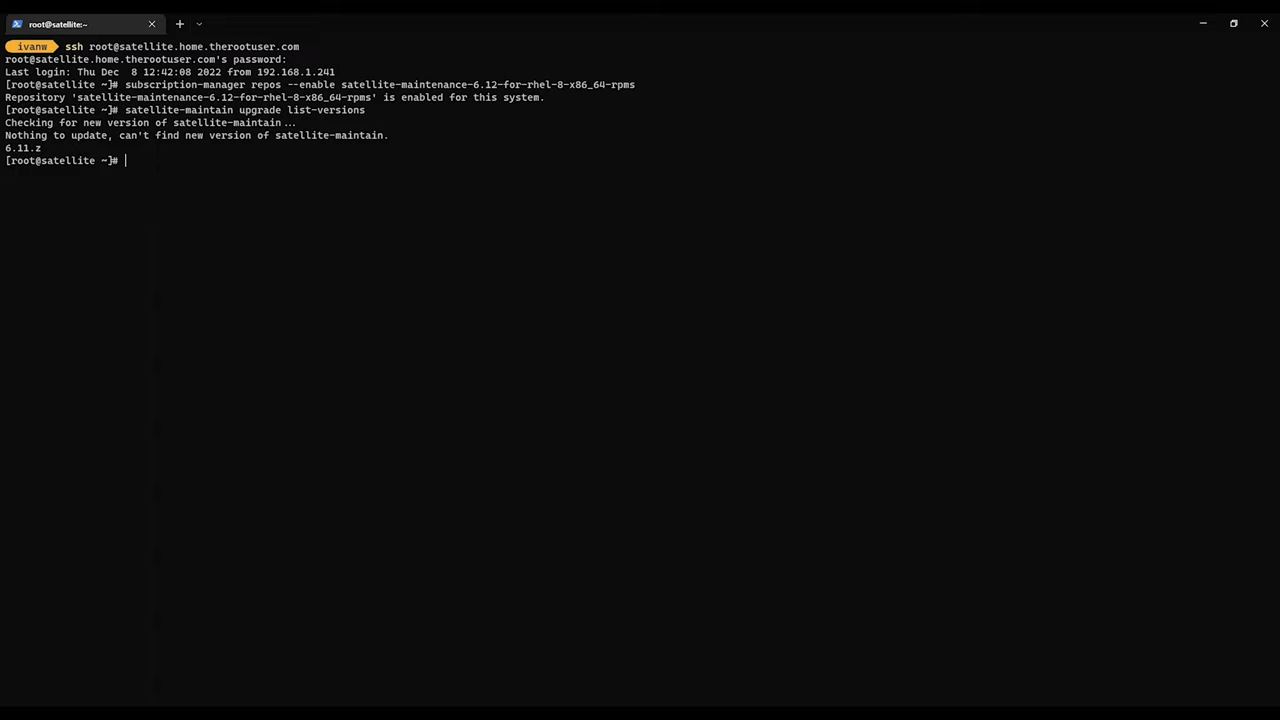 root@satellite:~
ivanw ssh root@satellite.home.therootuser.com
root@satellite.home.therootuser.com's password:
Last login: Thu Dec  8 12:42:08 2022 from 192.168.1.241
[root@satellite ~]# subscription-manager repos --enable satellite-maintenance-6.12-for-rhel-8-x86_64-rpms
Repository 'satellite-maintenance-6.12-for-rhel-8-x86_64-rpms' is enabled for this system.
[root@satellite ~]# satellite-maintain upgrade list-versions
Checking for new version of satellite-maintain...
Nothing to update, can't find new version of satellite-maintain.
6.11.z
[root@satellite ~]#